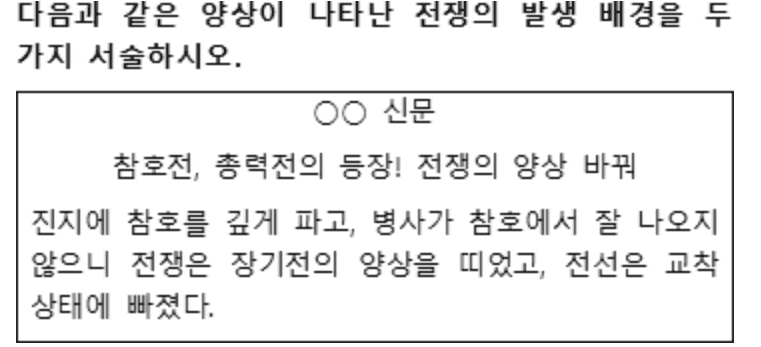 다음과 같은 양상이 나타난 전쟁의 발생 배경을 두
가지 서술하시오.
○○ 신문
참호전, 총력전의 등장! 전쟁의 양상 바꿔
진지에 참호를 깊게 파고, 병사가 참호에서 잘 나오지
않으니 전쟁은 장기전의 양상을 띠었고, 전선은 교착
상태에 빠졌다.